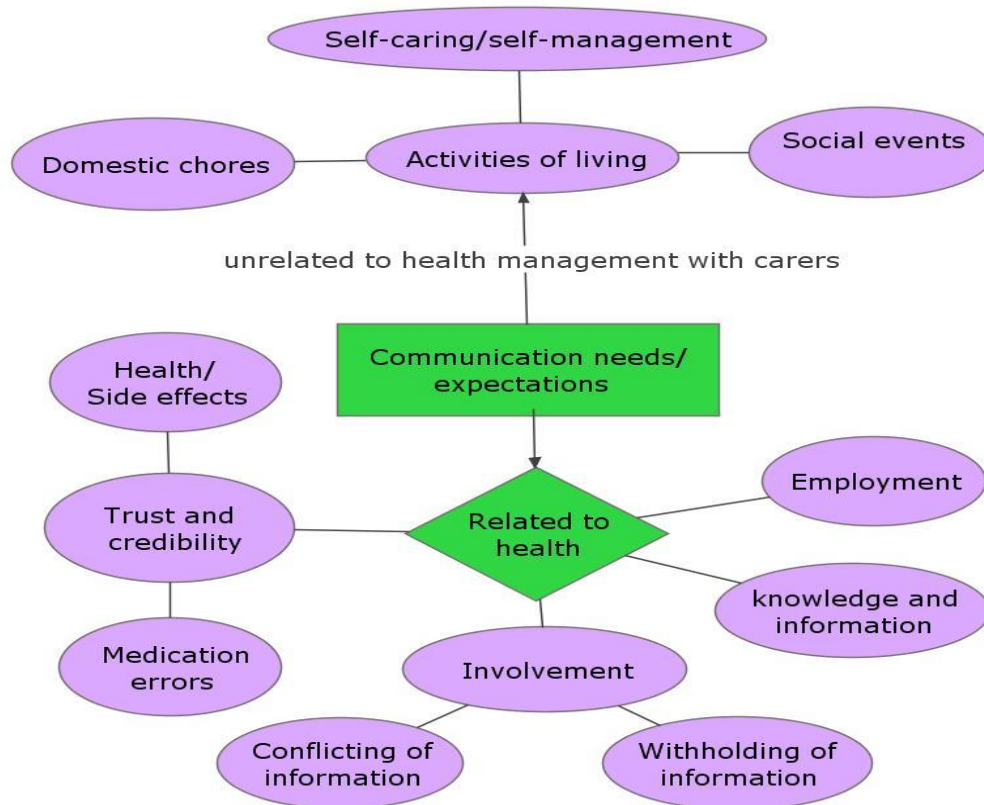 Self-caring/self-management
Domestic chores
Activities of living
Social events
unrelated to health management with carers
Communication needs/
expectations
Health/
Side effects
Employment
Trust and
credibility
Related to
health
knowledge and
information
Medication
errors
Involvement
Conflicting of
information
Withholding of
information